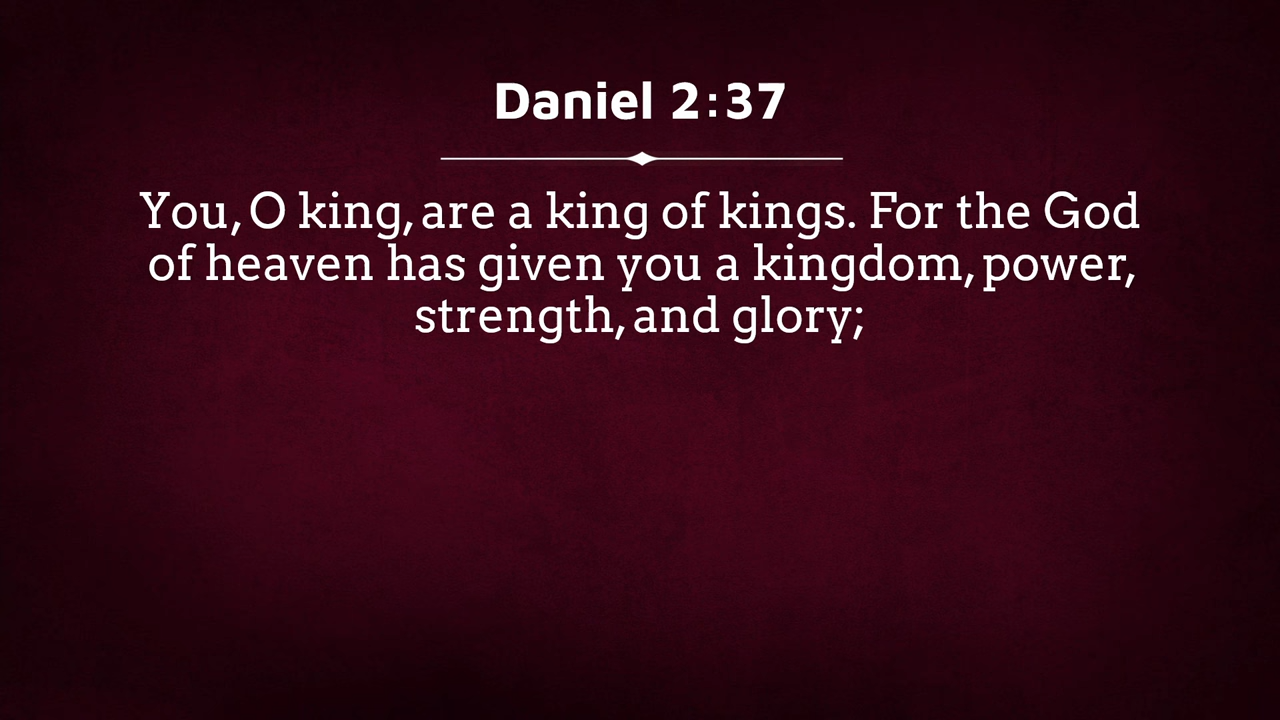 Daniel 2:37
You, O king, are a king of kings. For the God
of heaven has given you a kingdom, power,
strength, and glory;